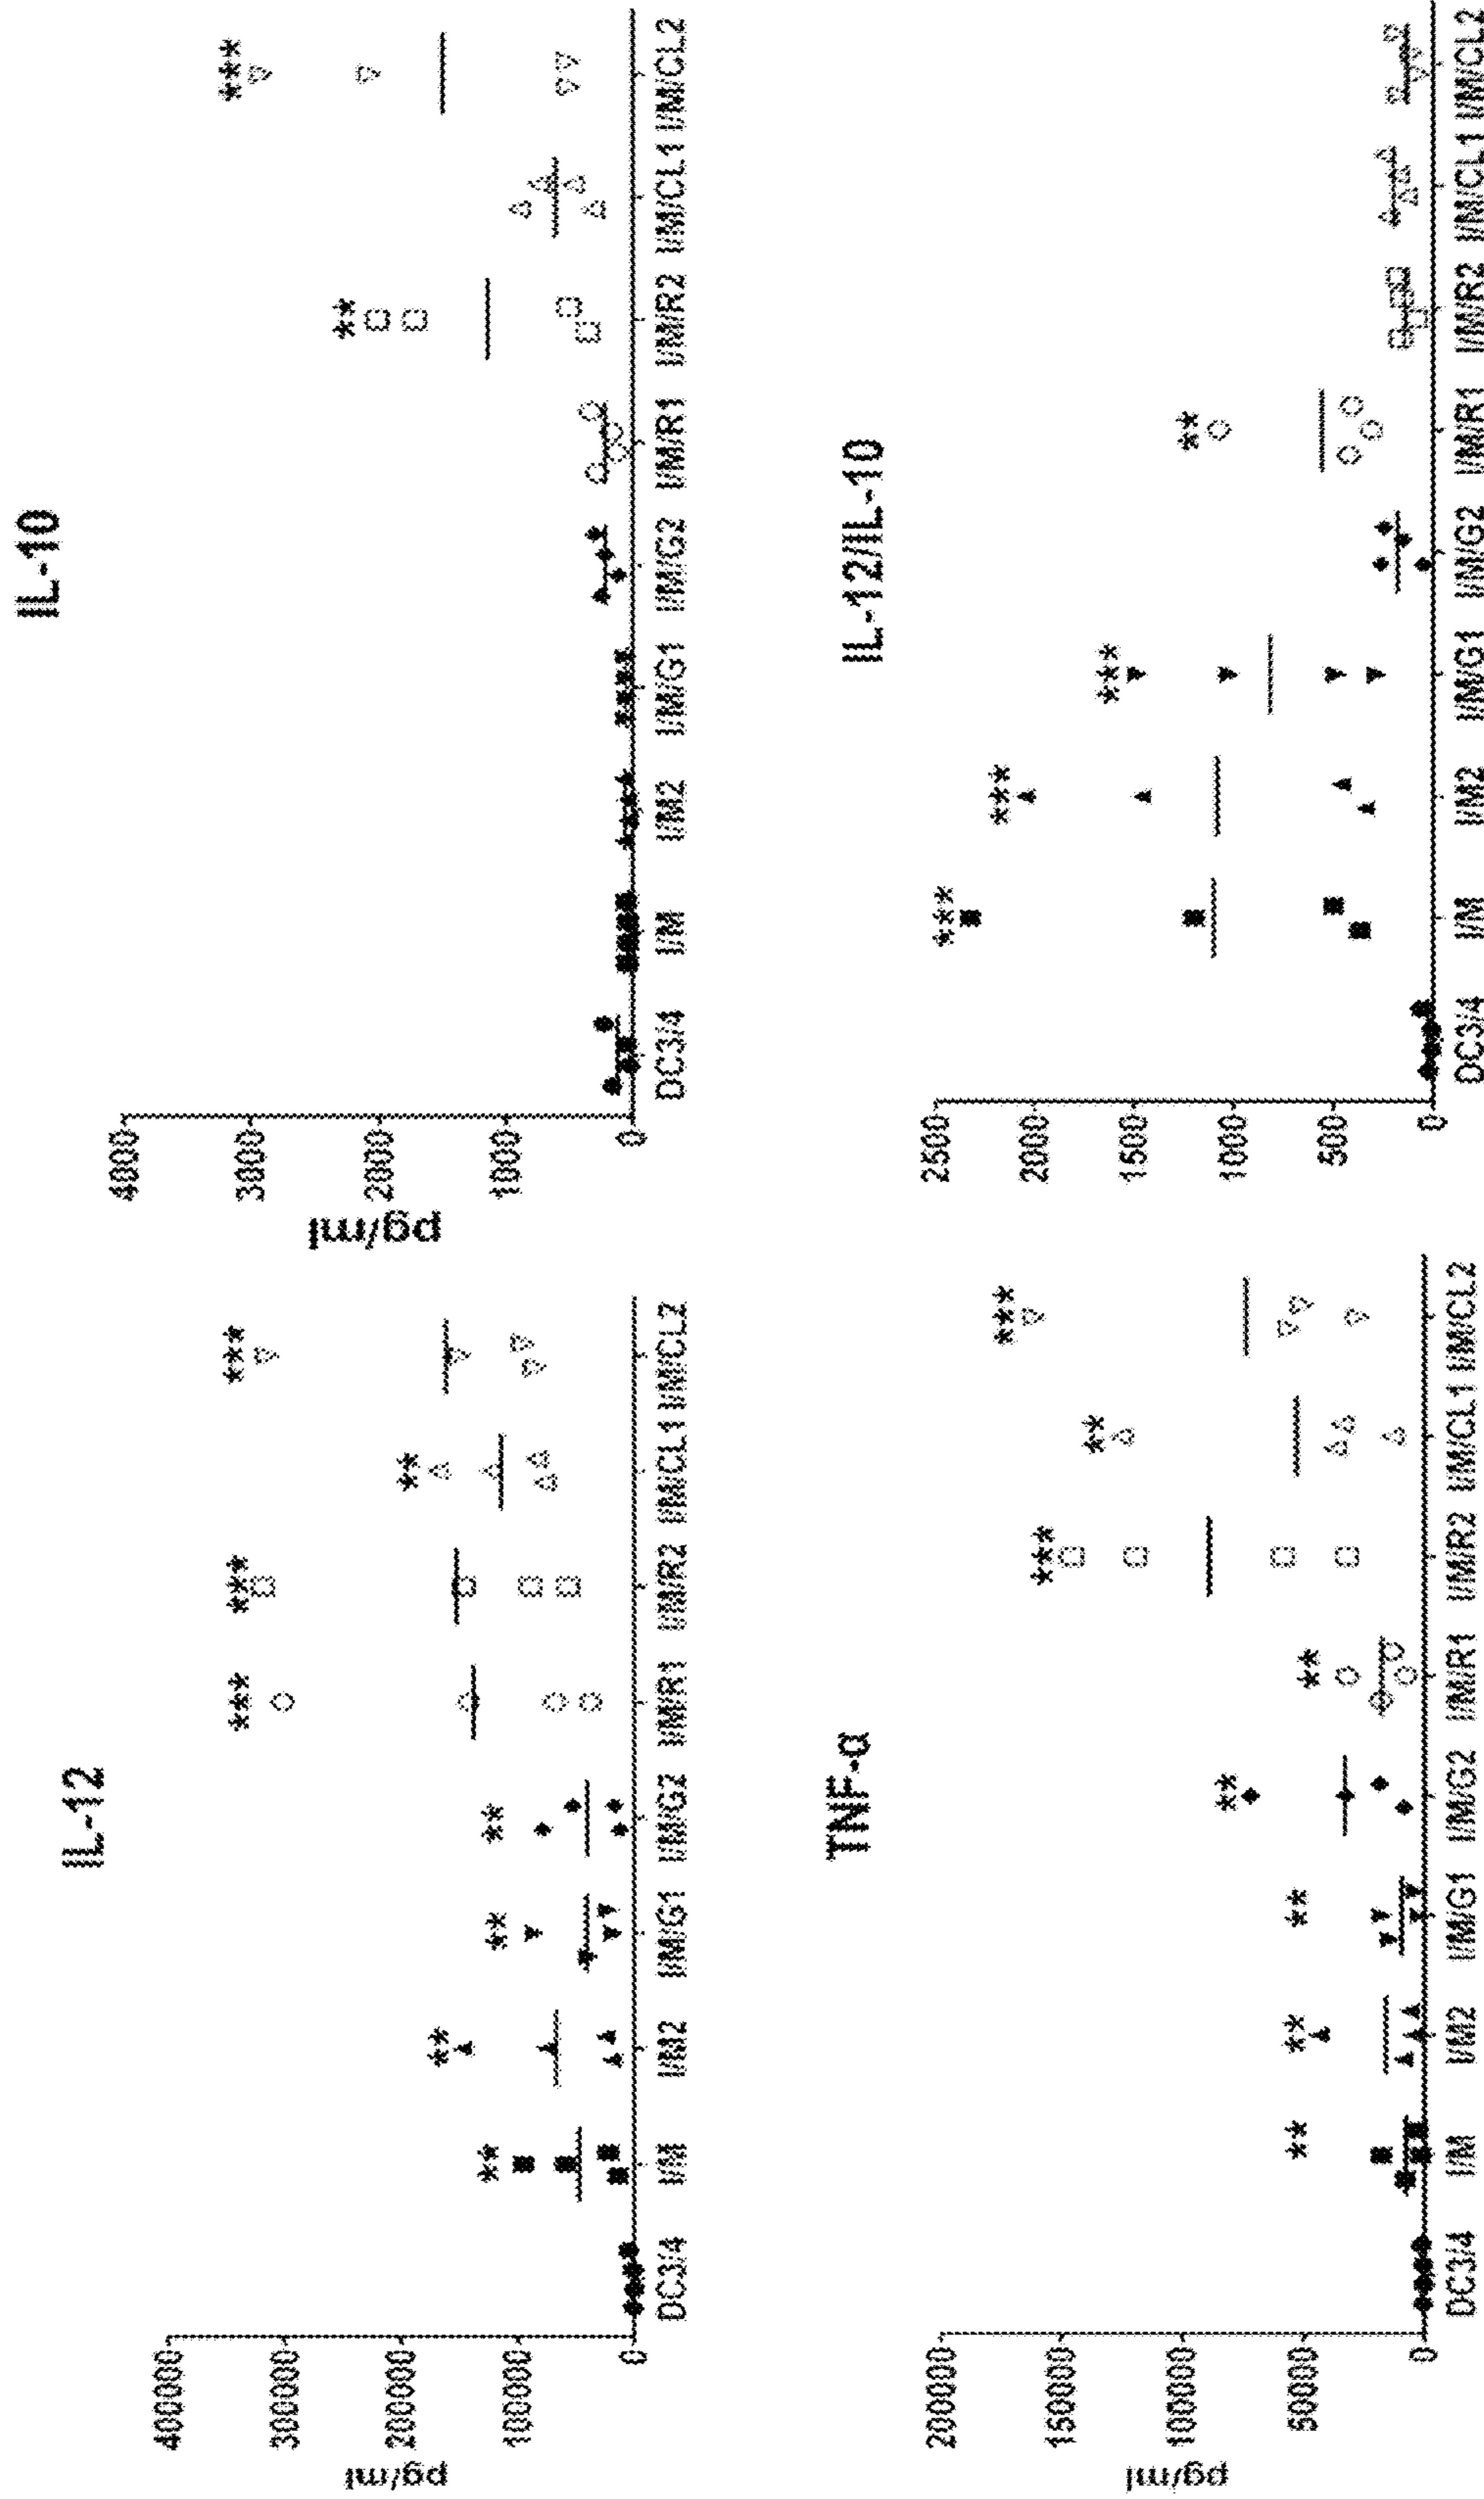 IL-12
pg/ml
400000
300000
200000
100000
0
** ** ** ** *** *** ** ***
DC3/4 I/M I/M2 I/M/G1 I/M/G2 I/M/R1 I/M/R2 I/M/CL1 I/M/CL2
IL-10
pg/ml
4000
3000
2000
1000
0
** ***
DC3/4 I/M I/M2 I/M/G1 I/M/G2 I/M/R1 I/M/R2 I/M/CL1 I/M/CL2
TNF-α
pg/ml
200000
150000
100000
50000
0
** ** ** ** ** *** ** ***
DC3/4 I/M I/M2 I/M/G1 I/M/G2 I/M/R1 I/M/R2 I/M/CL1 I/M/CL2
IL-12/IL-10
2500
2000
1500
1000
500
0
*** *** *** **
DC3/4 I/M I/M2 I/M/G1 I/M/G2 I/M/R1 I/M/R2 I/M/CL1 I/M/CL2